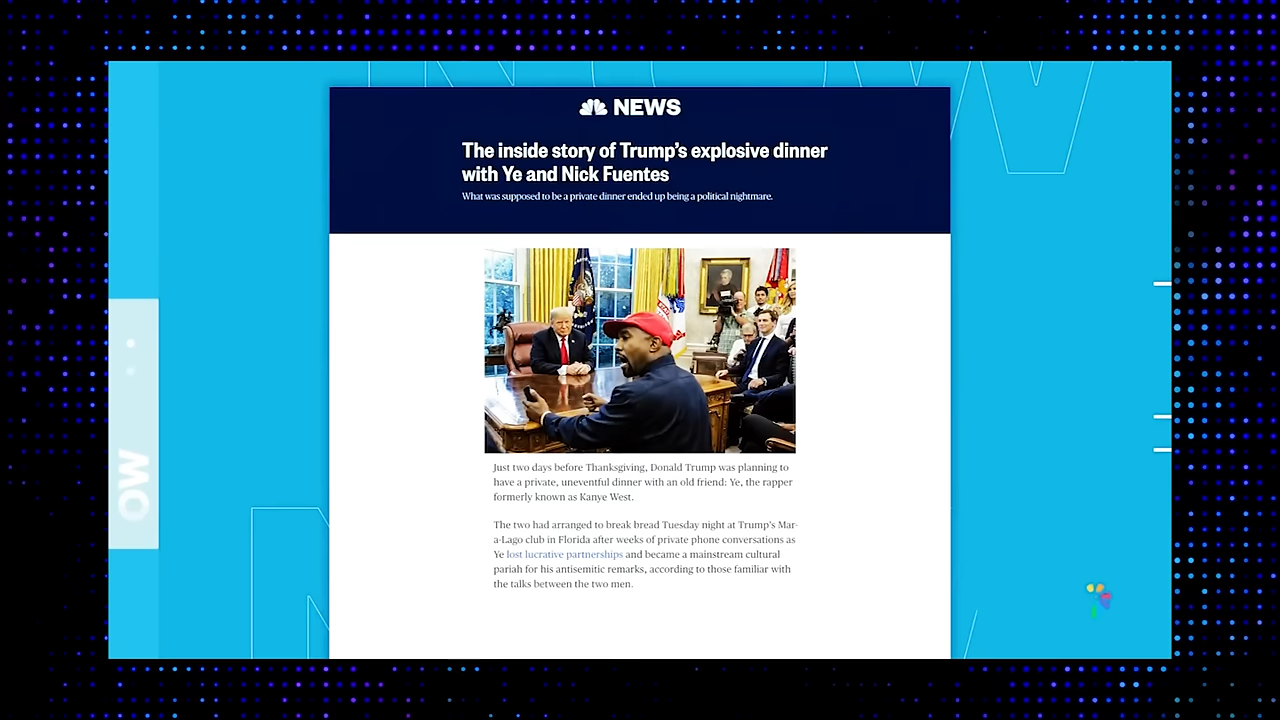 NEWS
The inside story of Trump's explosive dinner
with Ye and Nick Fuentes
What was supposed to be a private dinner ended up being a political nightmare.
Just two days before Thanksgiving, Donald Trump was planning to
have a private, uneventful dinner with an old friend: Ye, the rapper
formerly known as Kanye West.
The two had arranged to break bread Tuesday night at Trump's Mar-
a-Lago club in Florida after weeks of private phone conversations as
Ye lost lucrative partnerships and became a mainstream cultural
pariah for his antisemitic remarks, according to those familiar with
the talks between the two men.
OW